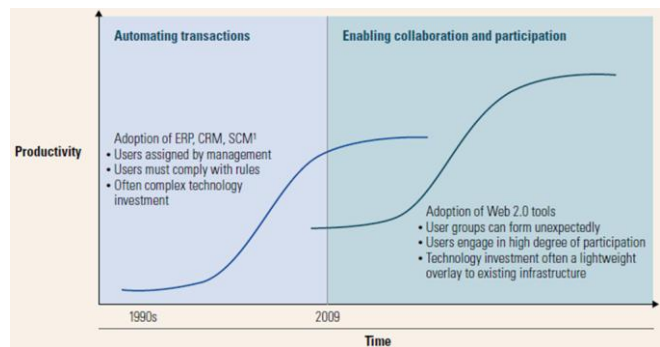 Automating transactions
Enabling collaboration and participation
Productivity
Adoption of ERP, CRM, SCM¹
• Users assigned by management
• Users must comply with rules
• Often complex technology
investment
Adoption of Web 2.0 tools
• User groups can form unexpectedly
• Users engage in high degree of participation
• Technology investment often a lightweight
overlay to existing infrastructure
1990s
2009
Time